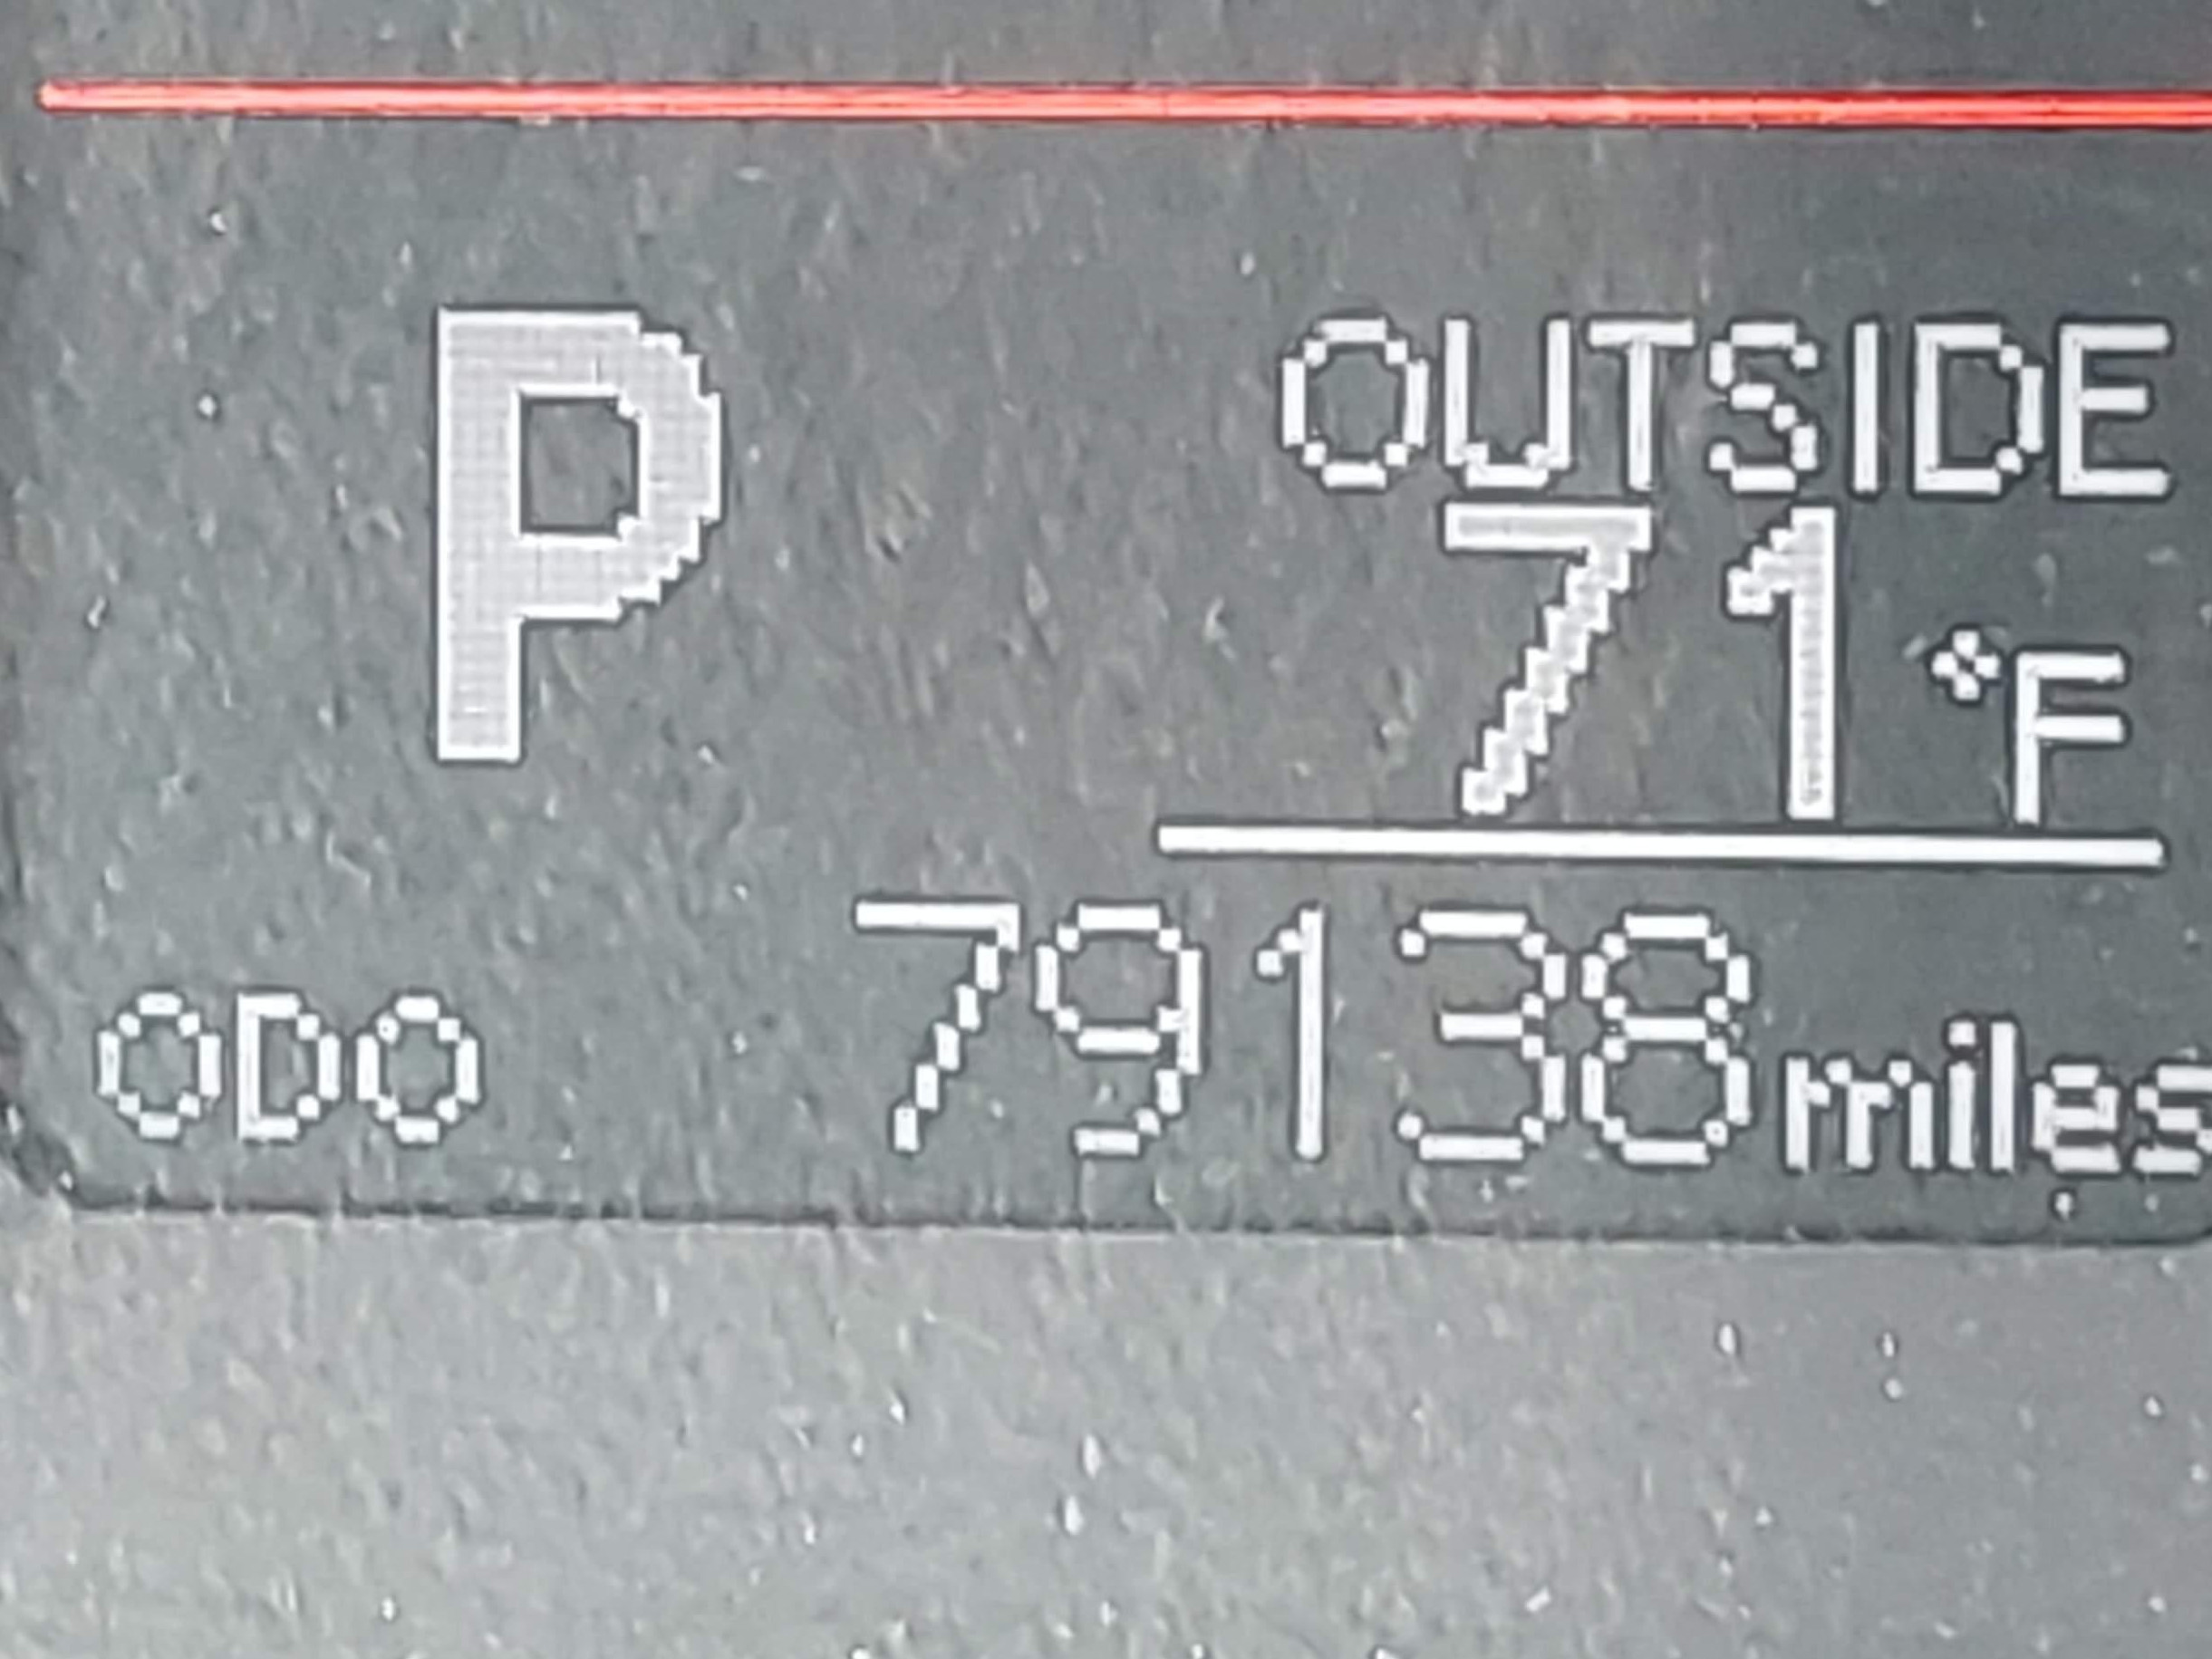 P
OUTSIDE
71 °F
ODO 79138 miles